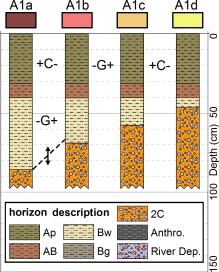 A1a A1b A1c A1d
0
+C- -G+ +C-
-G+
50
100
150
Depth (cm)
horizon description
2C
Ap Bw Anthro.
AB Bg River Dep.